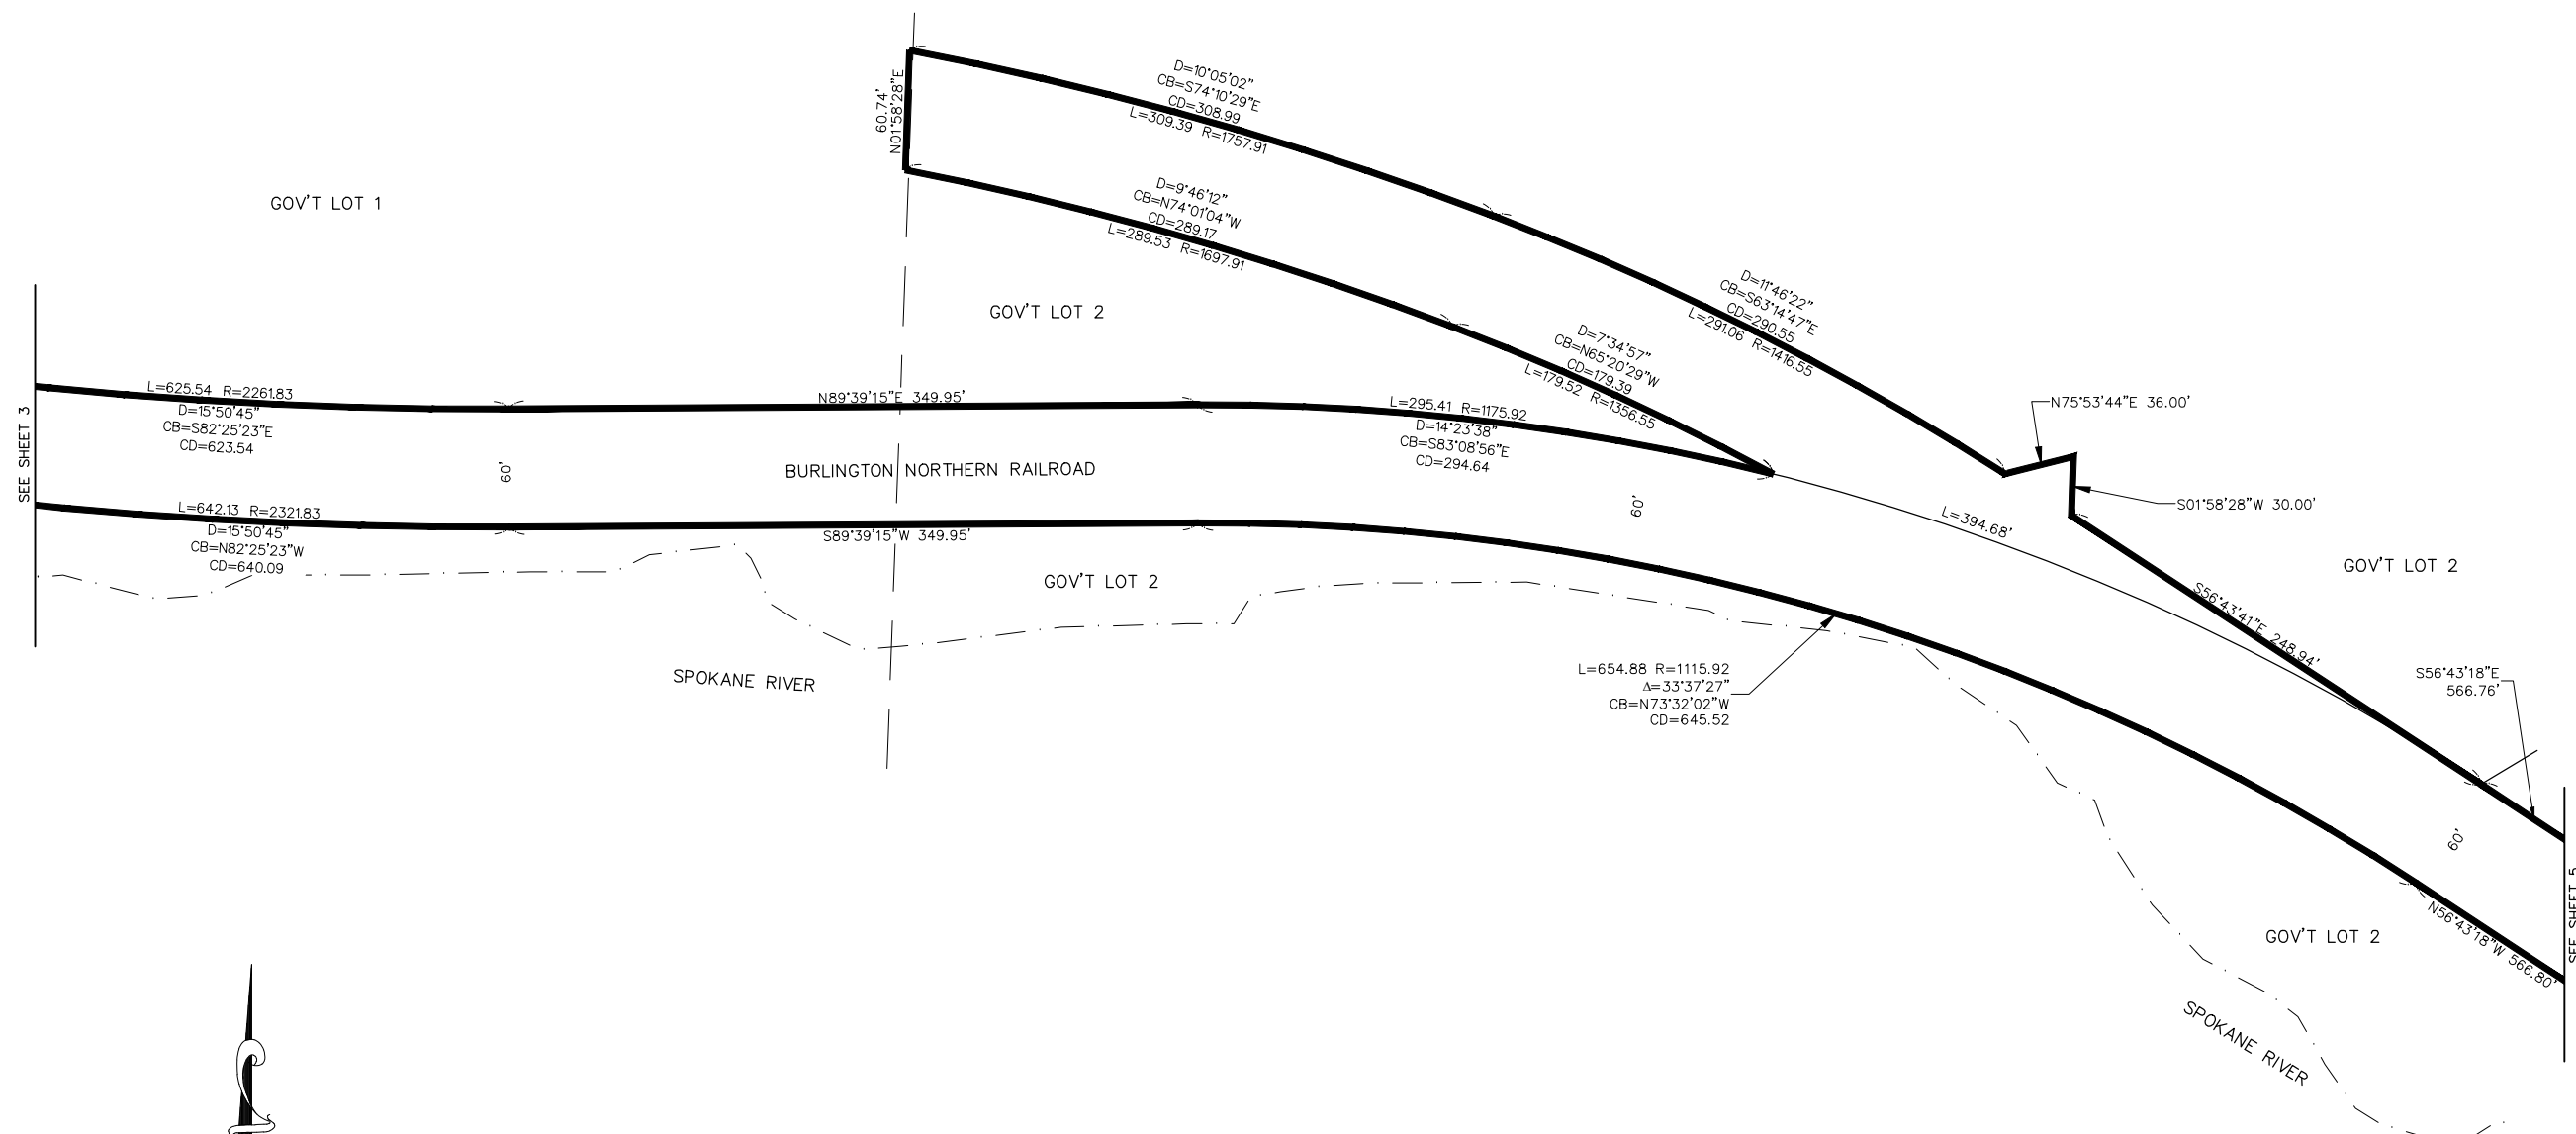 D=10°05'02"
CB=S74°10'29"E
CD=308.99
L=309.39 R=1757.91
60.74'
N01°58'28"E
GOV'T LOT 1
D=9°46'12"
CB=N74°01'04"W
CD=289.17
L=289.53 R=1697.91
D=11°46'22"
CB=S63°14'47"E
CD=290.55
L=291.06 R=1416.55
GOV'T LOT 2
D=7°34'57"
CB=N65°20'29"W
CD=179.39
L=179.52 R=1356.55
N75°53'44"E 36.00'
SEE SHEET 3
L=625.54 R=2261.83
D=15°50'45"
CB=S82°25'23"E
CD=623.54
N89°39'15"E 349.95'
L=295.41 R=1175.92
D=14°23'38"
CB=S83°08'56"E
CD=294.64
60'
BURLINGTON NORTHERN RAILROAD
60'
L=394.68'
S01°58'28"W 30.00'
L=642.13 R=2321.83
D=15°50'45"
CB=N82°25'23"W
CD=640.09
S89°39'15"W 349.95'
GOV'T LOT 2
GOV'T LOT 2
S56°43'41"E 248.94'
SPOKANE RIVER
L=654.88 R=1115.92
Δ=33°37'27"
CB=N73°32'02"W
CD=645.52
S56°43'18"E
566.76'
60'
SEE SHEET 5
N56°43'18"W 566.80'
GOV'T LOT 2
SPOKANE RIVER